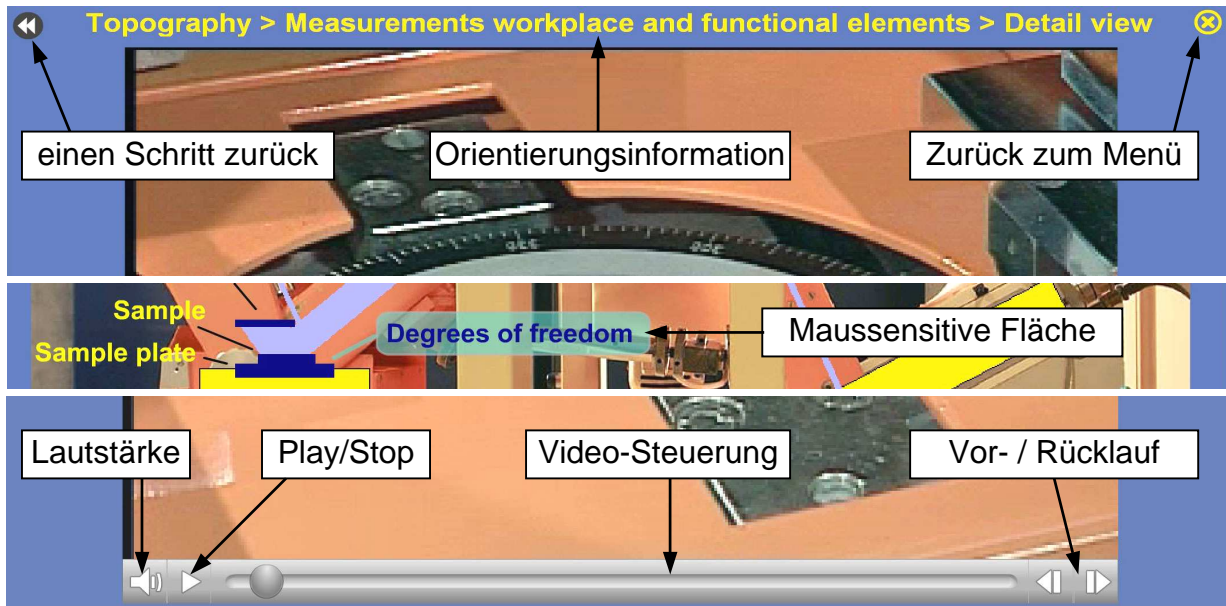 Topography > Measurements workplace and functional elements > Detail view
einen Schritt zurück
Orientierungsinformation
Zurück zum Menü
Sample
Sample plate
Degrees of freedom
Maussensitive Fläche
Lautstärke
Play/Stop
Video-Steuerung
Vor- / Rücklauf